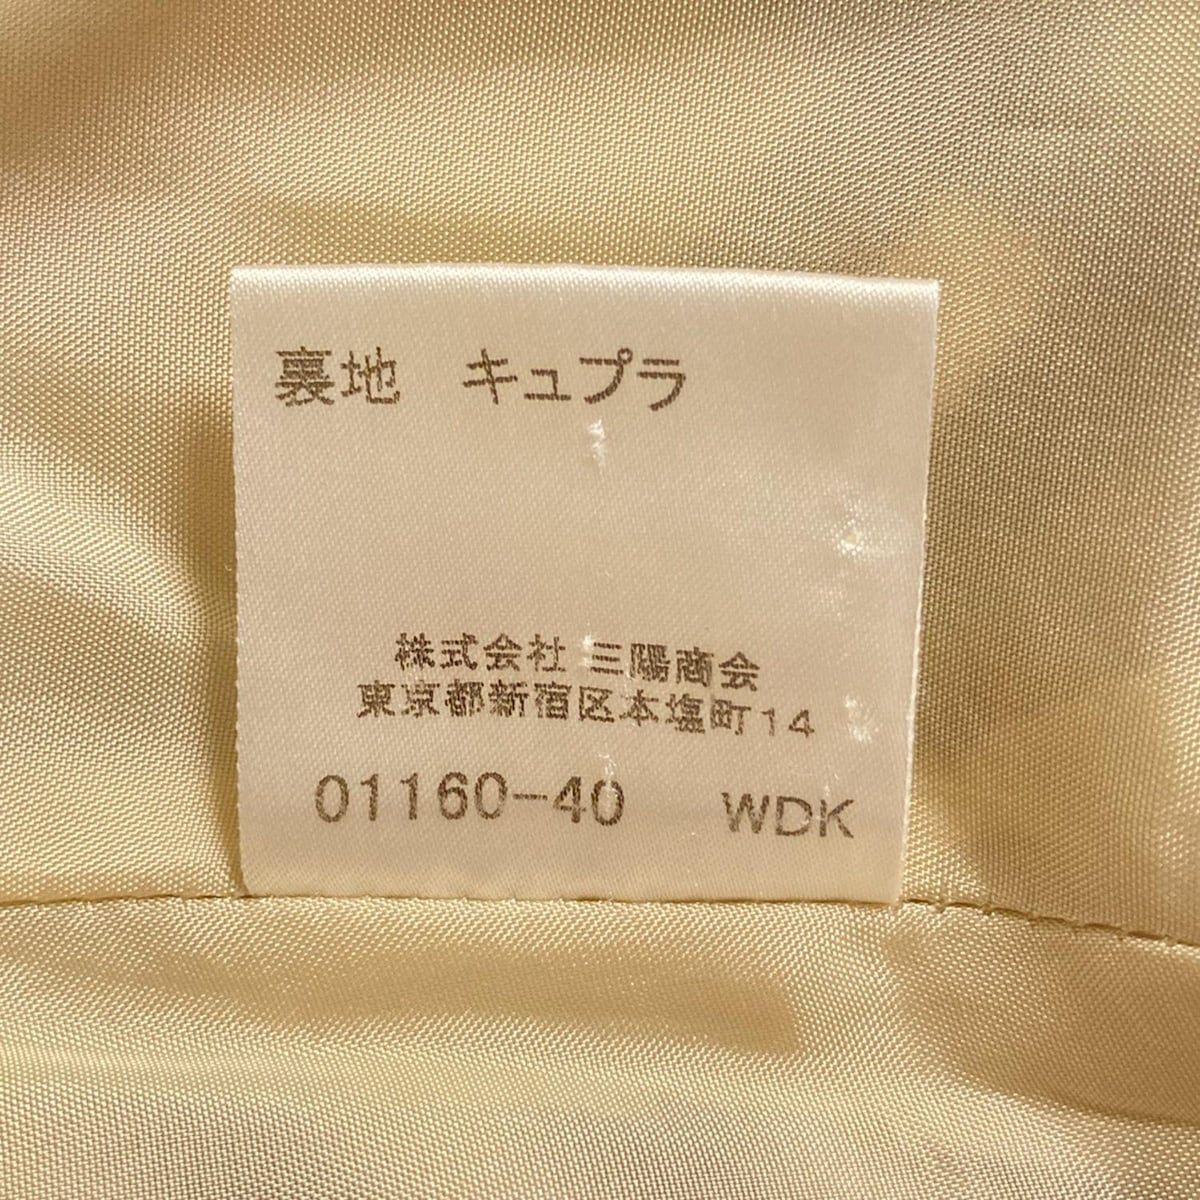 裏地　キュプラ
株式会社 三陽商会
東京都新宿区本塩町14
01160-40　WDK